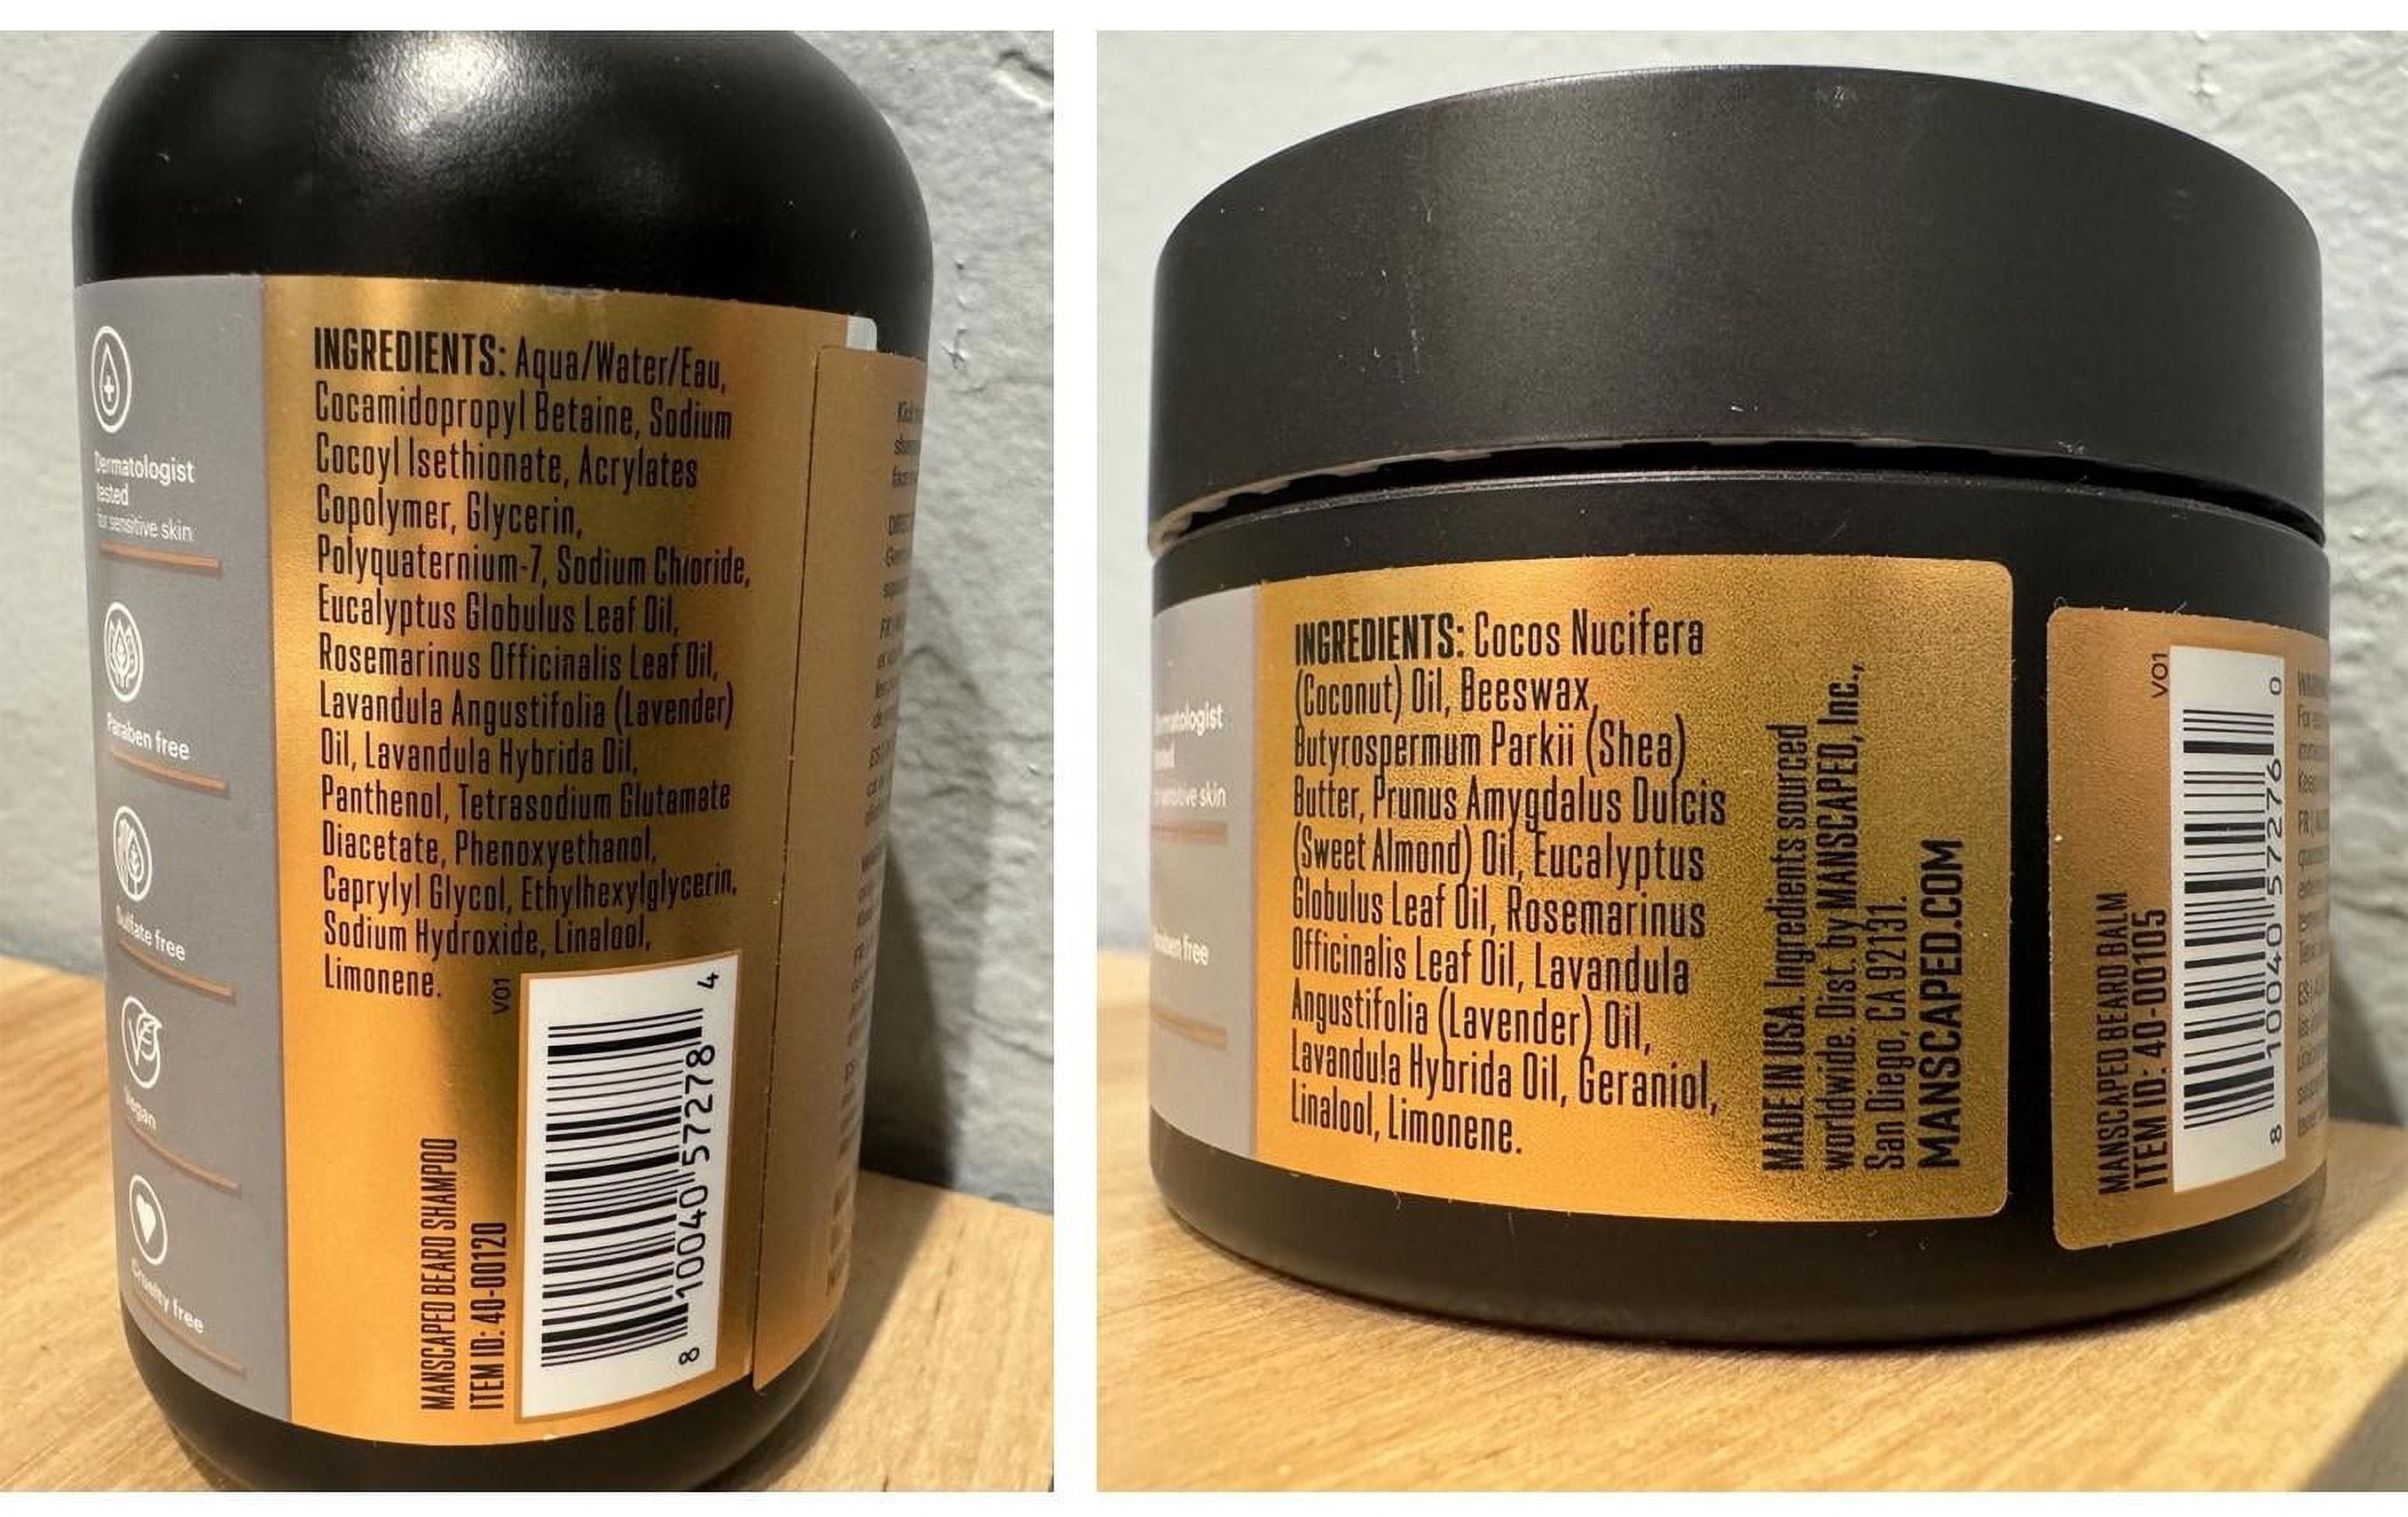 Dermatologist
tested
for sensitive skin
Paraben free
Sulfate free
Vegan
Cruelty free
INGREDIENTS: Aqua/Water/Eau,
Cocamidopropyl Betaine, Sodium
Cocoyl Isethionate, Acrylates
Copolymer, Glycerin,
Polyquaternium-7, Sodium Chloride,
Eucalyptus Globulus Leaf Oil,
Rosemarinus Officinalis Leaf Oil,
Lavandula Angustifolia (Lavender)
Oil, Lavandula Hybrida Oil,
Panthenol, Tetrasodium Glutamate
Diacetate, Phenoxyethanol,
Caprylyl Glycol, Ethylhexylglycerin,
Sodium Hydroxide, Linalool,
Limonene.
V01
MANSCAPED BEARD SHAMPOO
ITEM ID: 40-00120
8 10040 57278 4
sensitive skin
free
INGREDIENTS: Cocos Nucifera
(Coconut) Oil, Beeswax,
Butyrospermum Parkii (Shea)
Butter, Prunus Amygdalus Dulcis
(Sweet Almond) Oil, Eucalyptus
Globulus Leaf Oil, Rosemarinus
Officinalis Leaf Oil, Lavandula
Angustifolia (Lavender) Oil,
Lavandula Hybrida Oil, Geraniol,
Linalool, Limonene.
MADE IN USA. Ingredients sourced
worldwide. Dist. by MANSCAPED, Inc.,
San Diego, CA 92131.
MANSCAPED.COM
MANSCAPED BEARD BALM
ITEM ID: 40-00105
V01
8 10040 57276 0